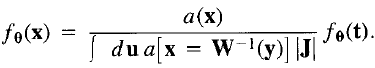 f_θ(x) = a(x) / ∫ du a[x = W⁻¹(y)] |J| f_θ(t).